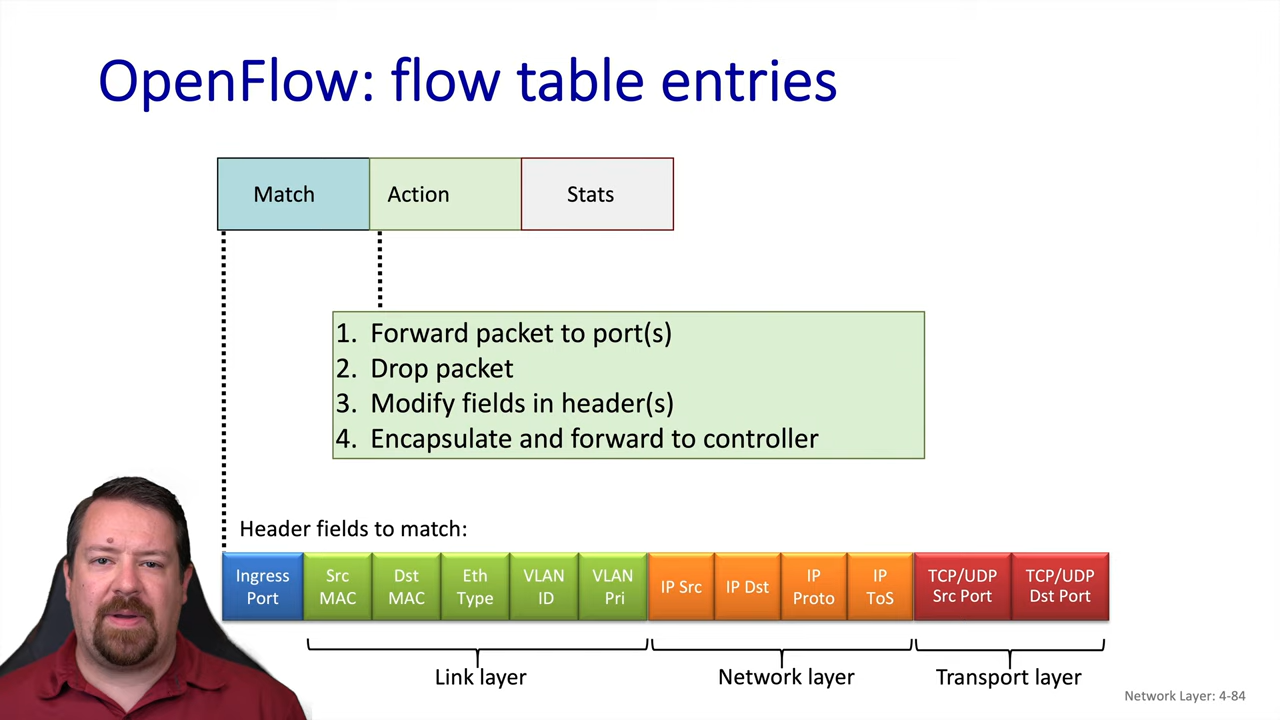 OpenFlow: flow table entries
Match Action Stats
1. Forward packet to port(s)
2. Drop packet
3. Modify fields in header(s)
4. Encapsulate and forward to controller
Header fields to match:
Ingress Port
Src MAC
Dst MAC
Eth Type
VLAN ID
VLAN Pri
IP Src
IP Dst
IP Proto
IP ToS
TCP/UDP Src Port
TCP/UDP Dst Port
Link layer
Network layer
Transport layer
Network Layer: 4-84